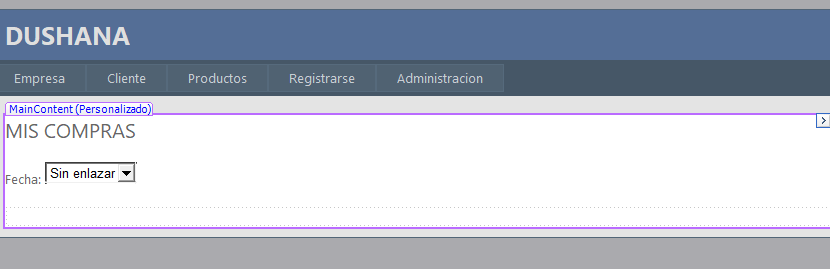 DUSHANA
Empresa Cliente Productos Registrarse Administracion
MainContent (Personalizado)
MIS COMPRAS
Fecha: Sin enlazar